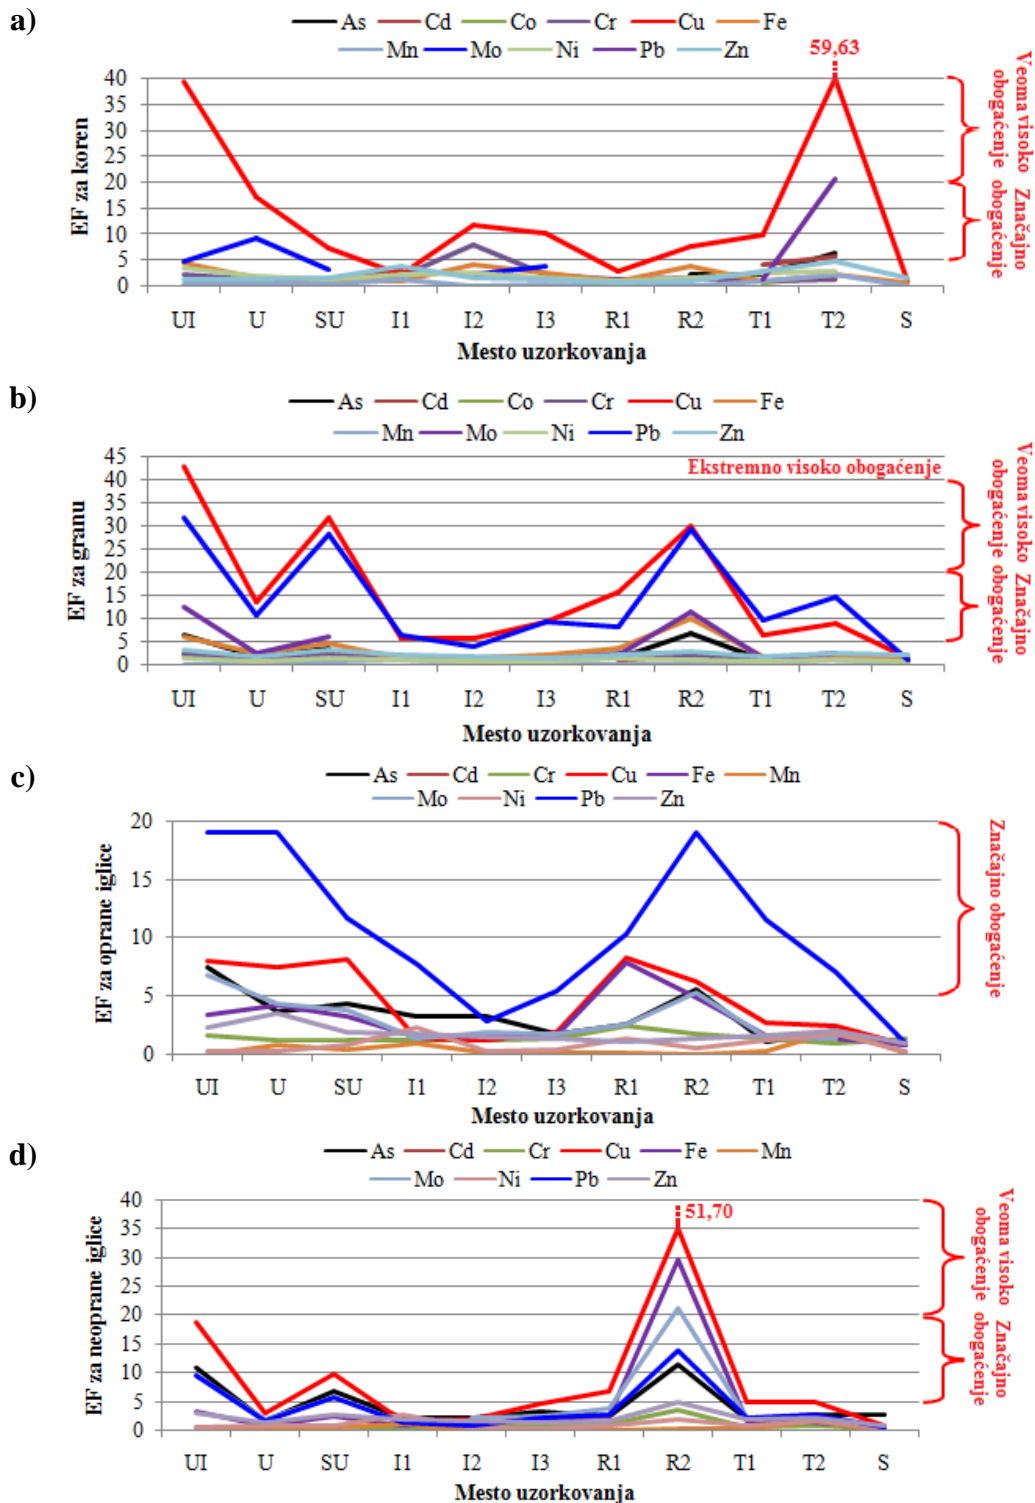 a)
As Cd Co Cr Cu Fe
Mn Mo Ni Pb Zn
59,63
EF za koren
40
35
30
25
20
15
10
5
0
UI U SU I1 I2 I3 R1 R2 T1 T2 S
Mesto uzorkovanja
Veoma visoko obogaćenje
Značajno obogaćenje
b)
As Cd Co Cr Cu Fe
Mn Mo Ni Pb Zn
Ekstremno visoko obogaćenje
EF za granu
45
40
35
30
25
20
15
10
5
0
UI U SU I1 I2 I3 R1 R2 T1 T2 S
Mesto uzorkovanja
Veoma visoko obogaćenje
Značajno obogaćenje
c)
As Cd Cr Cu Fe Mn
Mo Ni Pb Zn
EF za oprane iglice
20
15
10
5
0
UI U SU I1 I2 I3 R1 R2 T1 T2 S
Mesto uzorkovanja
Značajno obogaćenje
d)
As Cd Cr Cu Fe Mn
Mo Ni Pb Zn
51,70
EF za neoprane iglice
40
35
30
25
20
15
10
5
0
UI U SU I1 I2 I3 R1 R2 T1 T2 S
Mesto uzorkovanja
Veoma visoko obogaćenje
Značajno obogaćenje